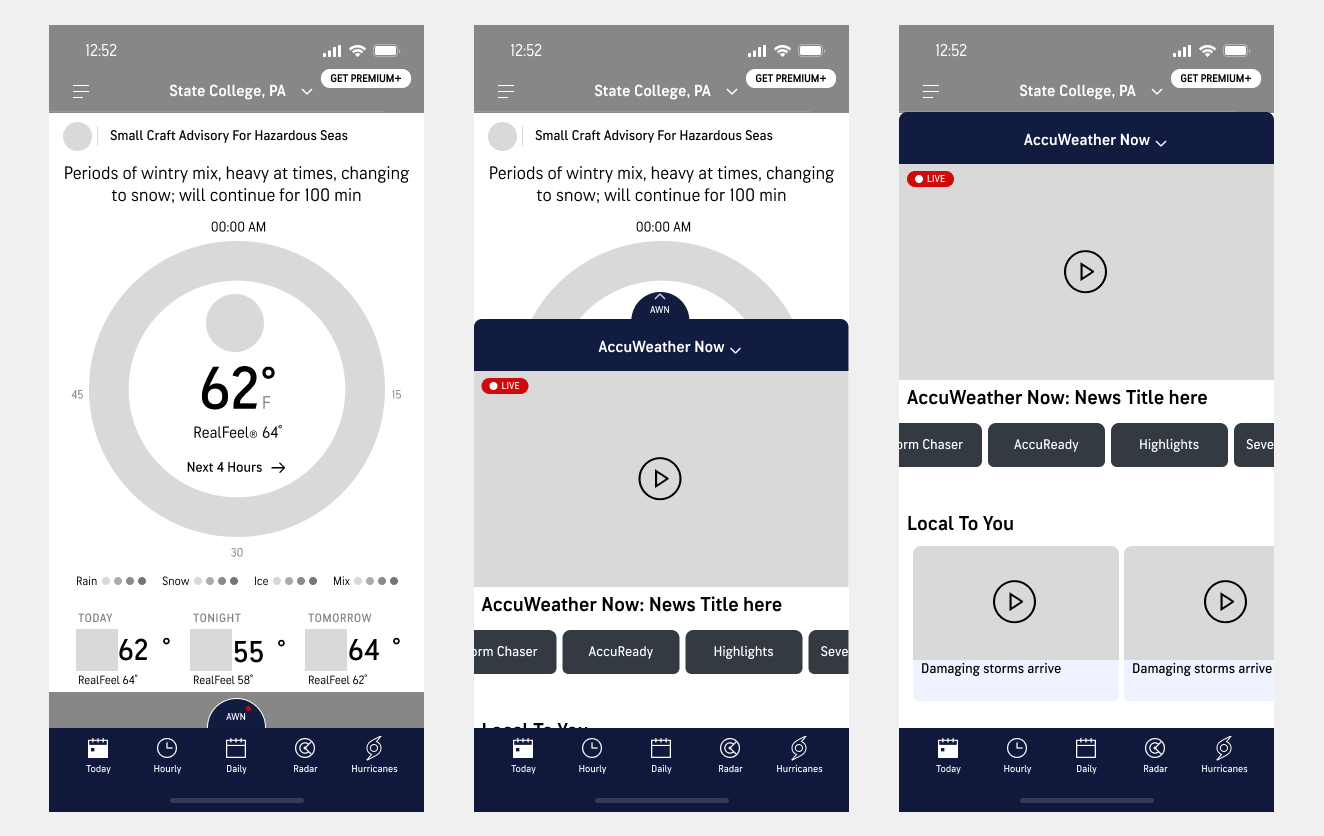 12:52
GET PREMIUM+
State College, PA
Small Craft Advisory For Hazardous Seas
Periods of wintry mix, heavy at times, changing
to snow; will continue for 100 min
00:00 AM
45
15
62°
F
RealFeel® 64°
Next 4 Hours →
30
Rain
Snow
Ice
Mix
TODAY
TONIGHT
TOMORROW
62 °
55 °
64 °
RealFeel 64°
RealFeel 58°
RealFeel 62°
AWN
Today
Hourly
Daily
Radar
Hurricanes
12:52
GET PREMIUM+
State College, PA
Small Craft Advisory For Hazardous Seas
Periods of wintry mix, heavy at times, changing
to snow; will continue for 100 min
00:00 AM
AWN
AccuWeather Now
LIVE
AccuWeather Now: News Title here
orm Chaser
AccuReady
Highlights
Seve
Local To You
Today
Hourly
Daily
Radar
Hurricanes
12:52
GET PREMIUM+
State College, PA
AccuWeather Now
LIVE
AccuWeather Now: News Title here
orm Chaser
AccuReady
Highlights
Seve
Local To You
Damaging storms arrive
Damaging storms arrive
Today
Hourly
Daily
Radar
Hurricanes